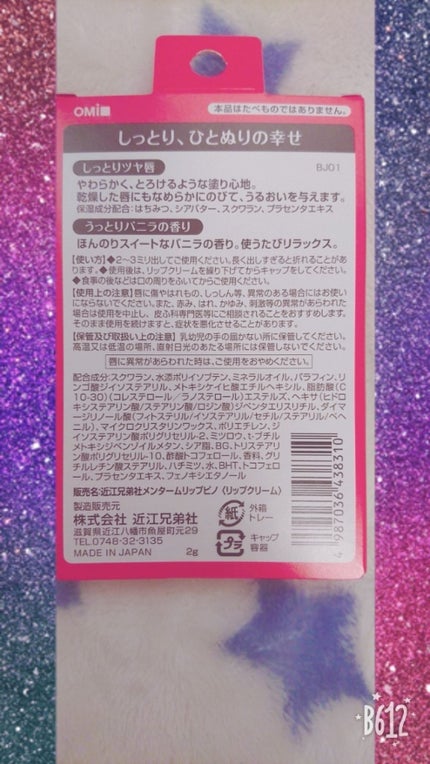 OMI
本品はたべものではありません。
しっとり、ひとぬりの幸せ
しっとりツヤ唇
BJ01
やわらかく、とろけるような塗り心地。
乾燥した唇にもなめらかにのびて、うるおいを与えます。
保湿成分配合:はちみつ、シアバター、スクワラン、プラセンタエキス
うっとりバニラの香り
ほんのりスイートなバニラの香り。使うたびリラックス。
【使い方】◆2〜3ミリ出してご使用ください。長く出しすぎると折れることがあ
ります。◆使用後は、リップクリームを繰り下げてからキャップをしてください。
◆食事の後などは口の周りをふいてからご使用ください。
【使用上の注意】唇に傷やはれもの、しっしん等、異常のある場合にはお使い
にならないでください。また、赤み、はれ、かゆみ、刺激等の異常があらわれた
場合は使用を中止し、皮ふ科専門医等にご相談されることをおすすめします。
そのまま使用を続けますと、症状を悪化させることがあります。
【保管及び取扱い上の注意】乳幼児の手の届かない所に保管してください。
高温又は低温の場所、直射日光のあたる場所には保管しないでください。
唇に異常があらわれた時は、ご使用をおやめください。
配合成分:スクワラン、水添ポリイソブテン、ミネラルオイル、パラフィン、リ
ンゴ酸ジイソステアリル、メトキシケイヒ酸エチルヘキシル、脂肪酸(C
10-30)(コレステロール/ラノステロール)エステルズ、ヘキサ(ヒドロ
キシステアリン酸/ステアリン酸/ロジン酸)ジペンタエリスリチル、ダイマ
ージリノール酸(フィトステリル/イソステアリル/セチル/ステアリル/ベヘ
ニル)、マイクロクリスタリンワックス、ポリエチレン、ジ
イソステアリン酸ポリグリセリル-2、ミツロウ、t-ブチル
メトキシジベンゾイルメタン、シア脂、BG、トリステアリ
ン酸ポリグリセリル-10、酢酸トコフェロール、香料、グリ
チルレチン酸ステアリル、ハチミツ、水、BHT、トコフェロ
ール、プラセンタエキス、フェノキシエタノール
販売名:近江兄弟社メンタームリップピノ〈リップクリーム〉
製造販売元
株式会社 近江兄弟社
滋賀県近江八幡市魚屋町元29
TEL.0748-32-3135
MADE IN JAPAN 2g
紙
外箱
トレー
プラ
キャップ
容器
4 987036 438310
B612